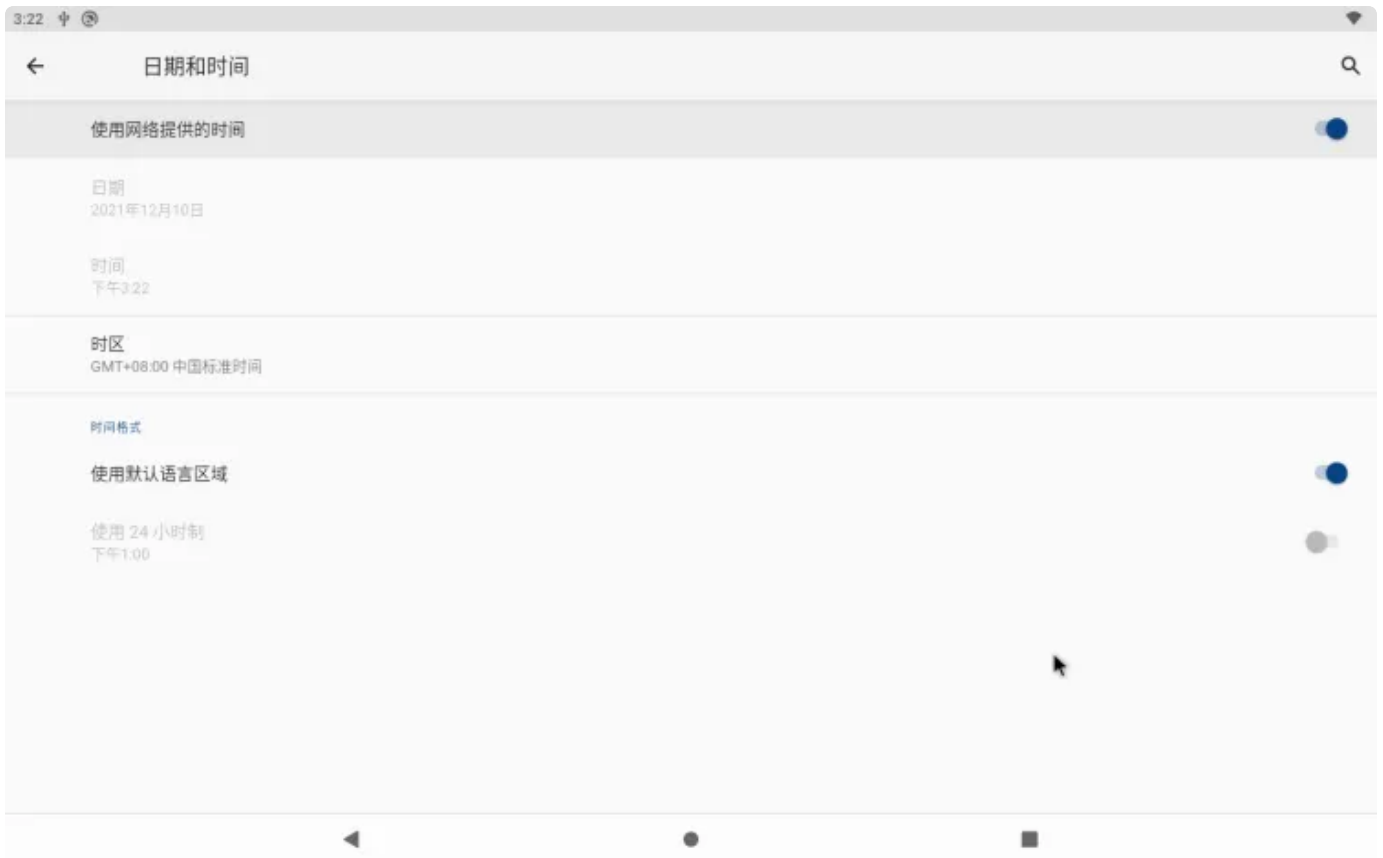 3:22
日期和时间
使用网络提供的时间
日期
2021年12月10日
时间
下午3:22
时区
GMT+08:00 中国标准时间
时间格式
使用默认语言区域
使用 24 小时制
下午1:00